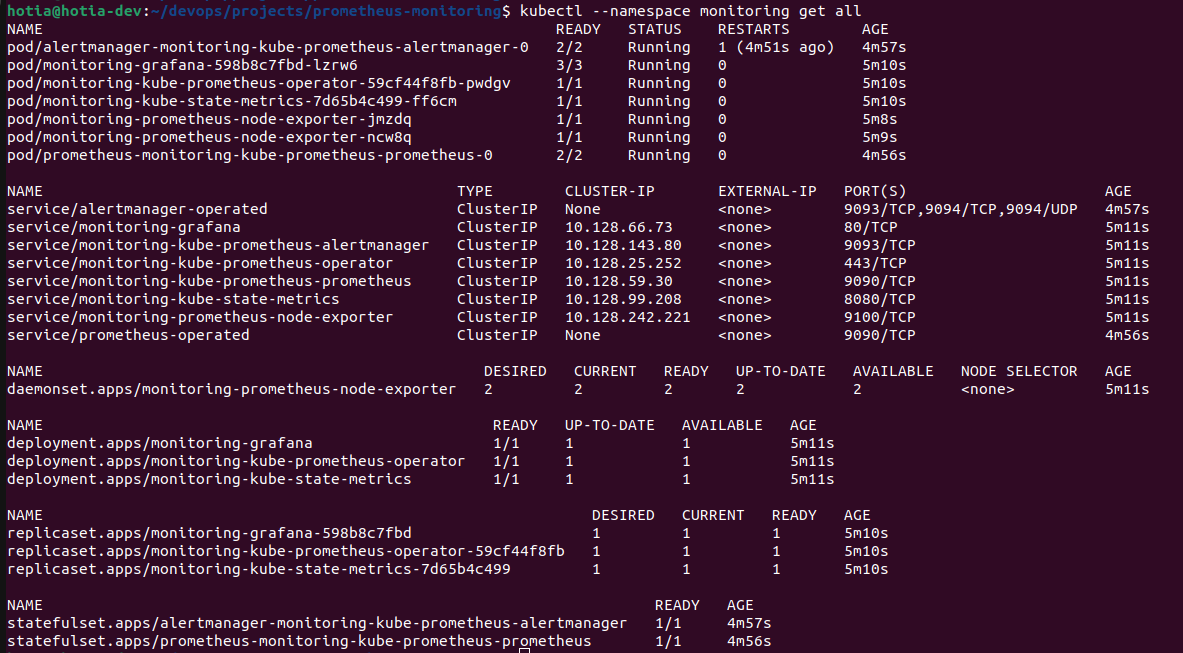 hotia@hotia-dev:~/devops/projects/prometheus-monitoring$ kubectl --namespace monitoring get all
NAME READY STATUS RESTARTS AGE
pod/alertmanager-monitoring-kube-prometheus-alertmanager-0 2/2 Running 1 (4m51s ago) 4m57s
pod/monitoring-grafana-598b8c7fbd-lzrw6 3/3 Running 0 5m10s
pod/monitoring-kube-prometheus-operator-59cf44f8fb-pwdgv 1/1 Running 0 5m10s
pod/monitoring-kube-state-metrics-7d65b4c499-ff6cm 1/1 Running 0 5m10s
pod/monitoring-prometheus-node-exporter-jmzdq 1/1 Running 0 5m8s
pod/monitoring-prometheus-node-exporter-ncw8q 1/1 Running 0 5m9s
pod/prometheus-monitoring-kube-prometheus-prometheus-0 2/2 Running 0 4m56s
NAME TYPE CLUSTER-IP EXTERNAL-IP PORT(S) AGE
service/alertmanager-operated ClusterIP None <none> 9093/TCP,9094/TCP,9094/UDP 4m57s
service/monitoring-grafana ClusterIP 10.128.66.73 <none> 80/TCP 5m11s
service/monitoring-kube-prometheus-alertmanager ClusterIP 10.128.143.80 <none> 9093/TCP 5m11s
service/monitoring-kube-prometheus-operator ClusterIP 10.128.25.252 <none> 443/TCP 5m11s
service/monitoring-kube-prometheus-prometheus ClusterIP 10.128.59.30 <none> 9090/TCP 5m11s
service/monitoring-kube-state-metrics ClusterIP 10.128.99.208 <none> 8080/TCP 5m11s
service/monitoring-prometheus-node-exporter ClusterIP 10.128.242.221 <none> 9100/TCP 5m11s
service/prometheus-operated ClusterIP None <none> 9090/TCP 4m56s
NAME DESIRED CURRENT READY UP-TO-DATE AVAILABLE NODE SELECTOR AGE
daemonset.apps/monitoring-prometheus-node-exporter 2 2 2 2 2 <none> 5m11s
NAME READY UP-TO-DATE AVAILABLE AGE
deployment.apps/monitoring-grafana 1/1 1 1 5m11s
deployment.apps/monitoring-kube-prometheus-operator 1/1 1 1 5m11s
deployment.apps/monitoring-kube-state-metrics 1/1 1 1 5m11s
NAME DESIRED CURRENT READY AGE
replicaset.apps/monitoring-grafana-598b8c7fbd 1 1 1 5m10s
replicaset.apps/monitoring-kube-prometheus-operator-59cf44f8fb 1 1 1 5m10s
replicaset.apps/monitoring-kube-state-metrics-7d65b4c499 1 1 1 5m10s
NAME READY AGE
statefulset.apps/alertmanager-monitoring-kube-prometheus-alertmanager 1/1 4m57s
statefulset.apps/prometheus-monitoring-kube-prometheus-prometheus 1/1 4m56s